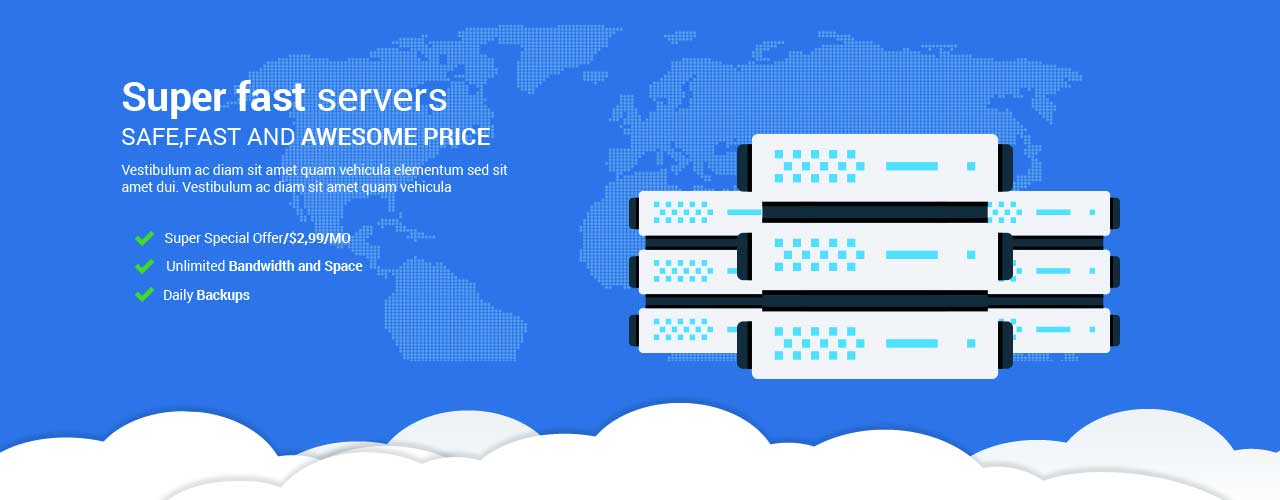 Super fast servers
SAFE,FAST AND AWESOME PRICE
Vestibulum ac diam sit amet quam vehicula elementum sed sit
amet dui. Vestibulum ac diam sit amet quam vehicula
Super Special Offer/$2,99/MO
Unlimited Bandwidth and Space
Daily Backups